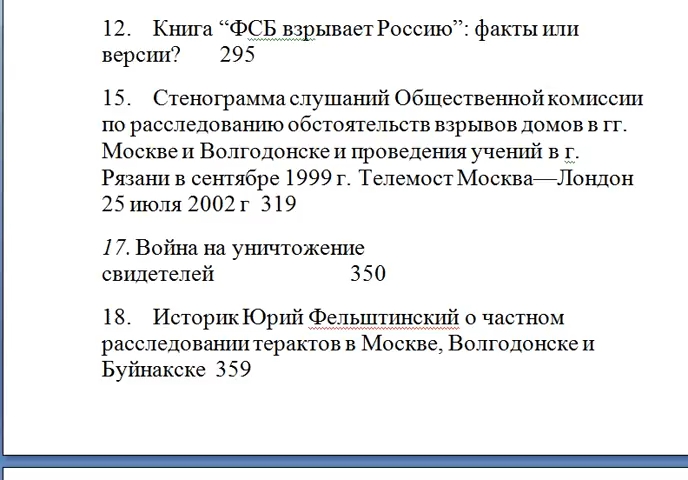 12. Книга “ФСБ взрывает Россию”: факты или
версии? 295
15. Стенограмма слушаний Общественной комиссии
по расследованию обстоятельств взрывов домов в гг.
Москве и Волгодонске и проведения учений в г.
Рязани в сентябре 1999 г. Телемост Москва—Лондон
25 июля 2002 г 319
17. Война на уничтожение
свидетелей 350
18. Историк Юрий Фельштинский о частном
расследовании терактов в Москве, Волгодонске и
Буйнакске 359